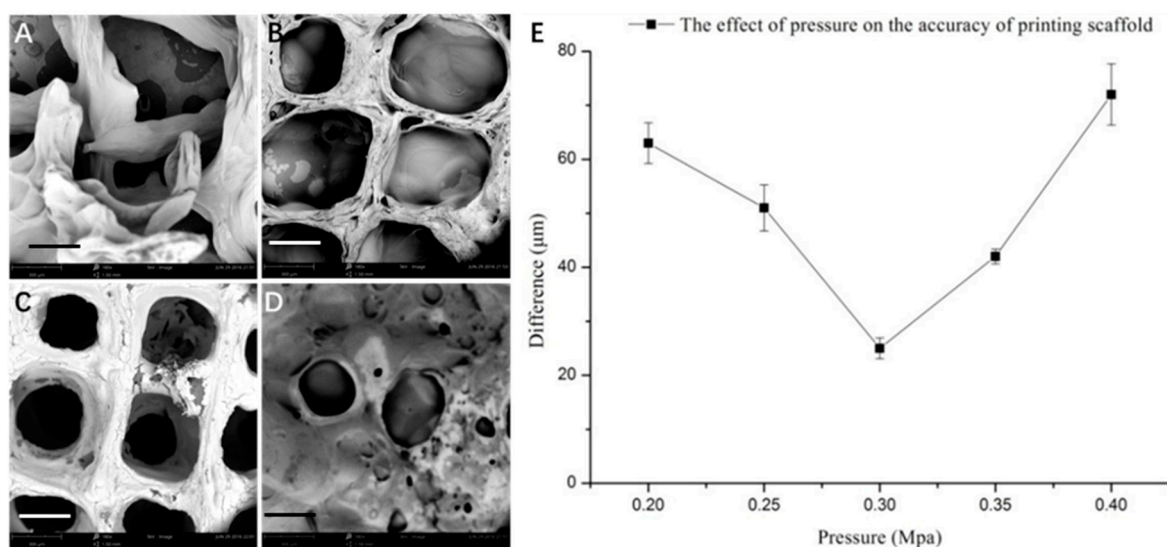 A
B
C
D
E
The effect of pressure on the accuracy of printing scaffold
80
60
40
20
0
Difference (μm)
0.20
0.25
0.30
0.35
0.40
Pressure (Mpa)